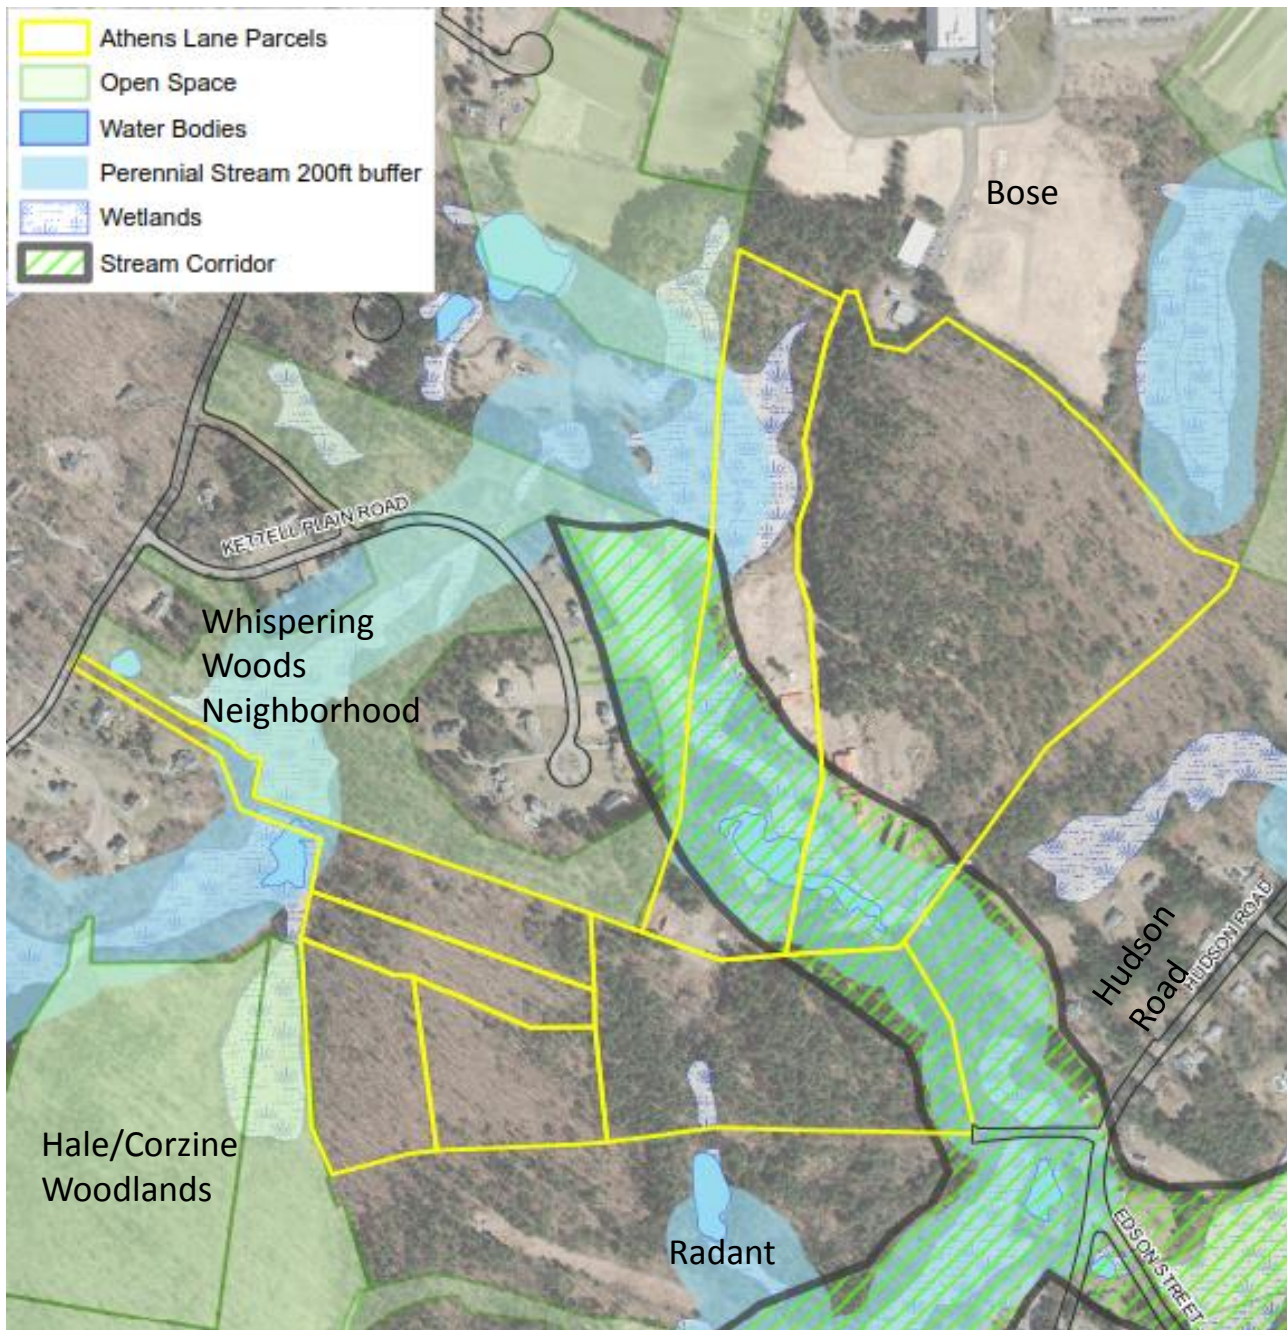 Athens Lane Parcels
Open Space
Water Bodies
Perennial Stream 200ft buffer
Wetlands
Stream Corridor
Bose
KETTELL PLAIN ROAD
Whispering
Woods
Neighborhood
Hudson
Road
HUDSON ROAD
Hale/Corzine
Woodlands
Radant
EDSON STREET